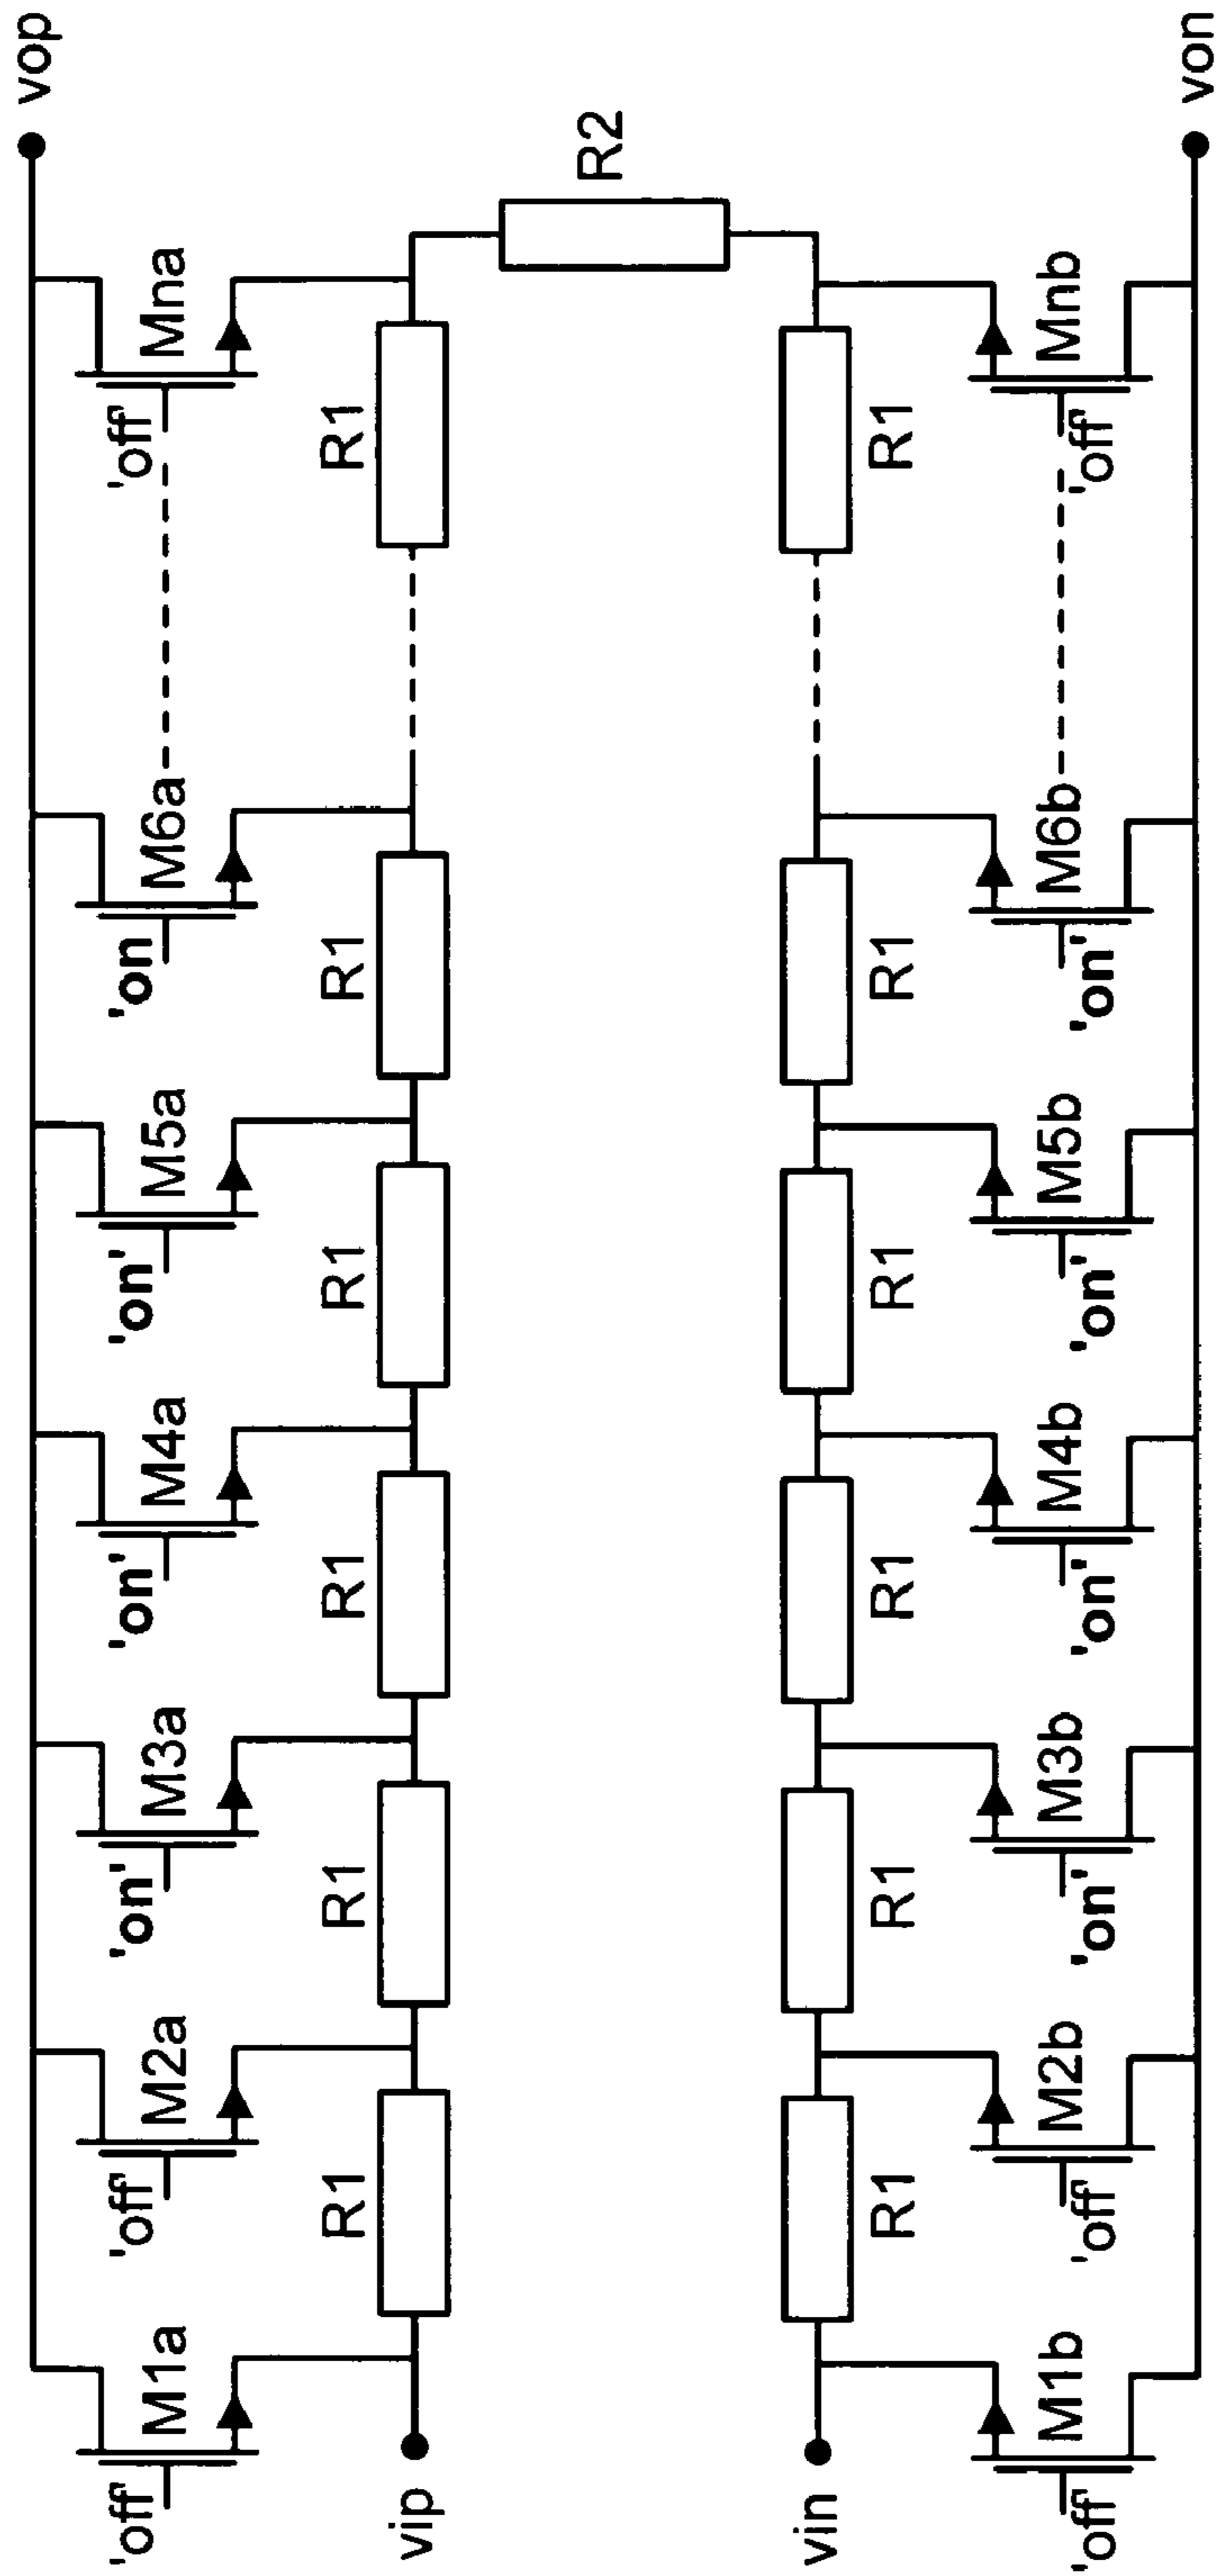 vop
M1a M2a M3a M4a M5a M6a Mna
'off' 'off' 'on' 'on' 'on' 'on 'off'
R1 R1 R1 R1 R1 R1
vip
R2
vin
R1 R1 R1 R1 R1 R1
M1b M2b M3b M4b M5b M6b Mnb
'off' 'off' 'on' 'on' 'on' 'on' 'off'
von